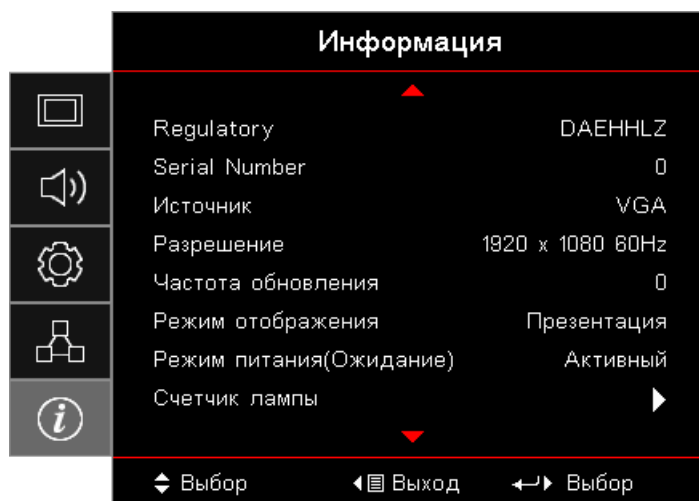 Информация
Regulatory DAEHHLZ
Serial Number 0
Источник VGA
Разрешение 1920 x 1080 60Hz
Частота обновления 0
Режим отображения Презентация
Режим питания(Ожидание) Активный
Счетчик лампы
Выбор Выход Выбор